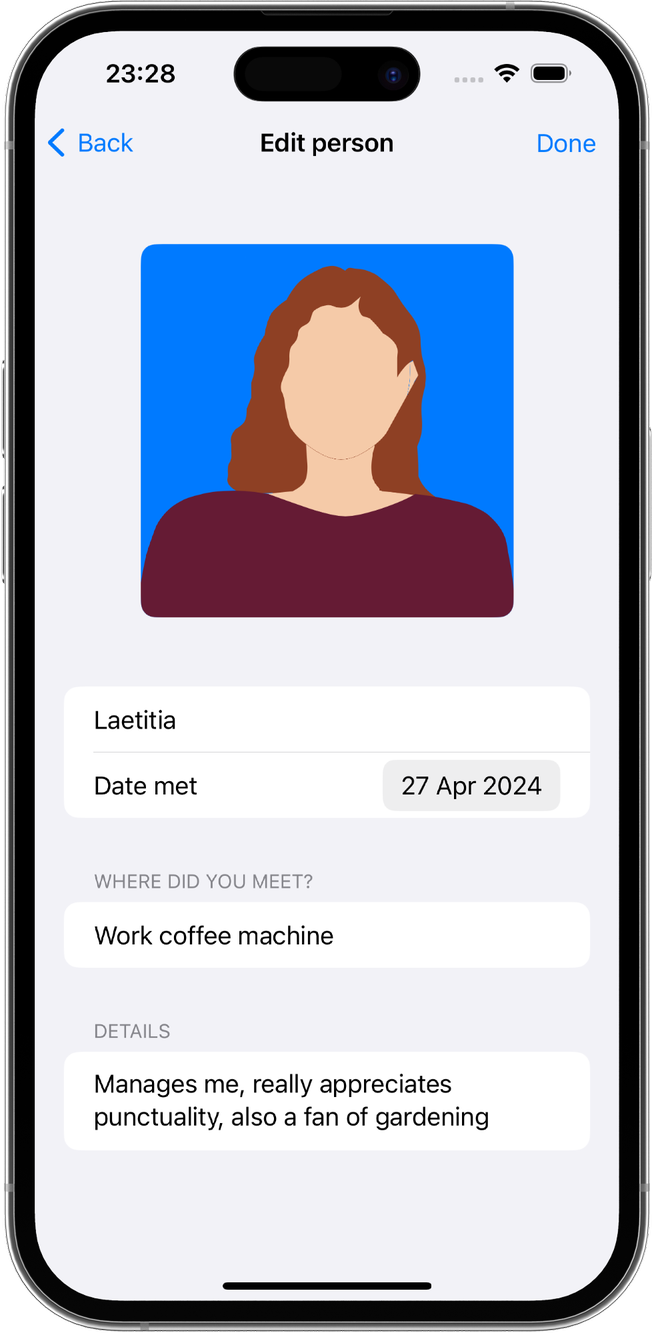 23:28
Back
Edit person
Done
Laetitia
Date met
27 Apr 2024
WHERE DID YOU MEET?
Work coffee machine
DETAILS
Manages me, really appreciates
punctuality, also a fan of gardening